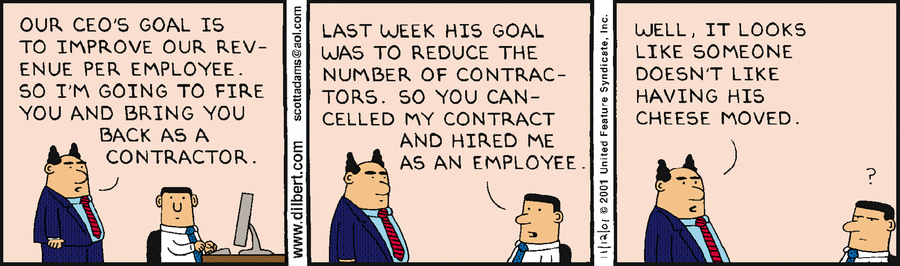 OUR CEO'S GOAL IS
TO IMPROVE OUR REV-
ENUE PER EMPLOYEE.
SO I'M GOING TO FIRE
YOU AND BRING YOU
BACK AS A
CONTRACTOR.
www.dilbert.com
scottadams@aol.com
LAST WEEK HIS GOAL
WAS TO REDUCE THE
NUMBER OF CONTRAC-
TORS. SO YOU CAN-
CELLED MY CONTRACT
AND HIRED ME
AS AN EMPLOYEE.
11/12/01 © 2001 United Feature Syndicate, Inc.
WELL, IT LOOKS
LIKE SOMEONE
DOESN'T LIKE
HAVING HIS
CHEESE MOVED.
?